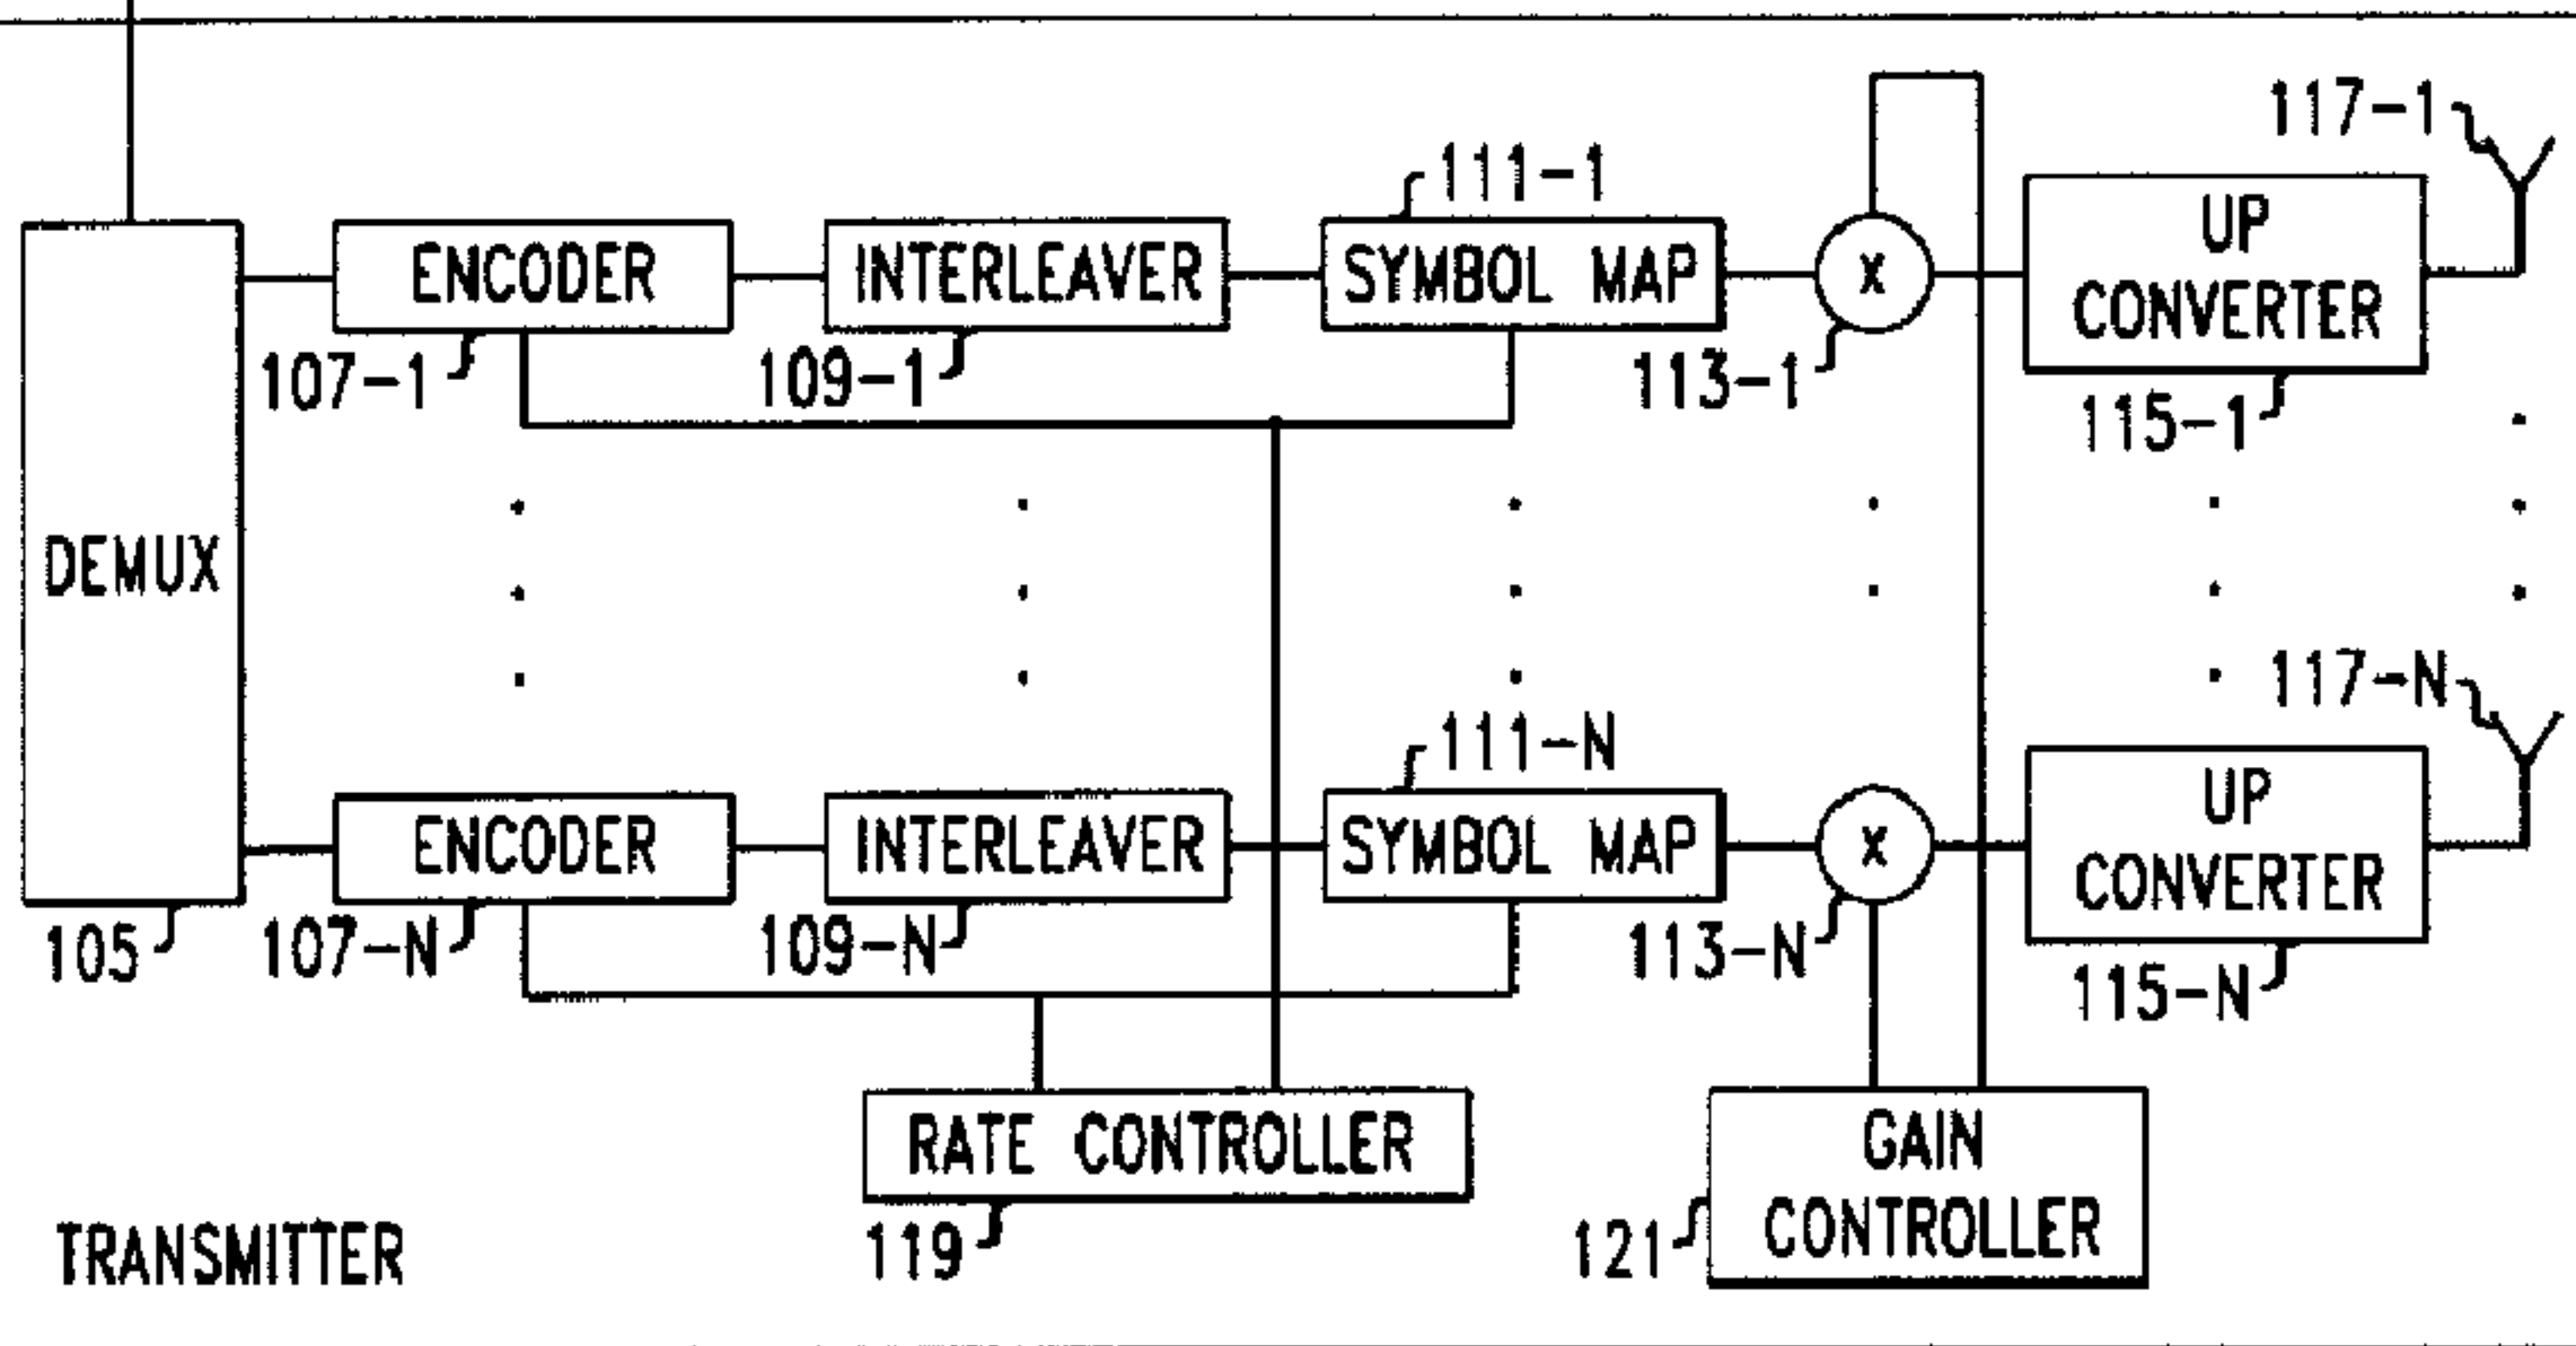 117-1
111-1
UP
CONVERTER
ENCODER
INTERLEAVER
SYMBOL MAP
X
107-1
109-1
113-1
115-1
DEMUX
117-N
111-N
UP
CONVERTER
ENCODER
INTERLEAVER
SYMBOL MAP
X
105
107-N
109-N
113-N
115-N
RATE CONTROLLER
GAIN
CONTROLLER
119
121
TRANSMITTER